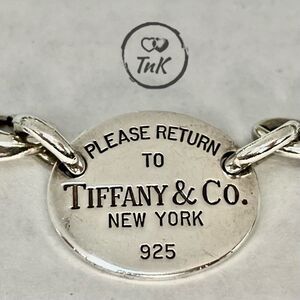 TnK
PLEASE RETURN
TO
TIFFANY & CO.
NEW YORK
925